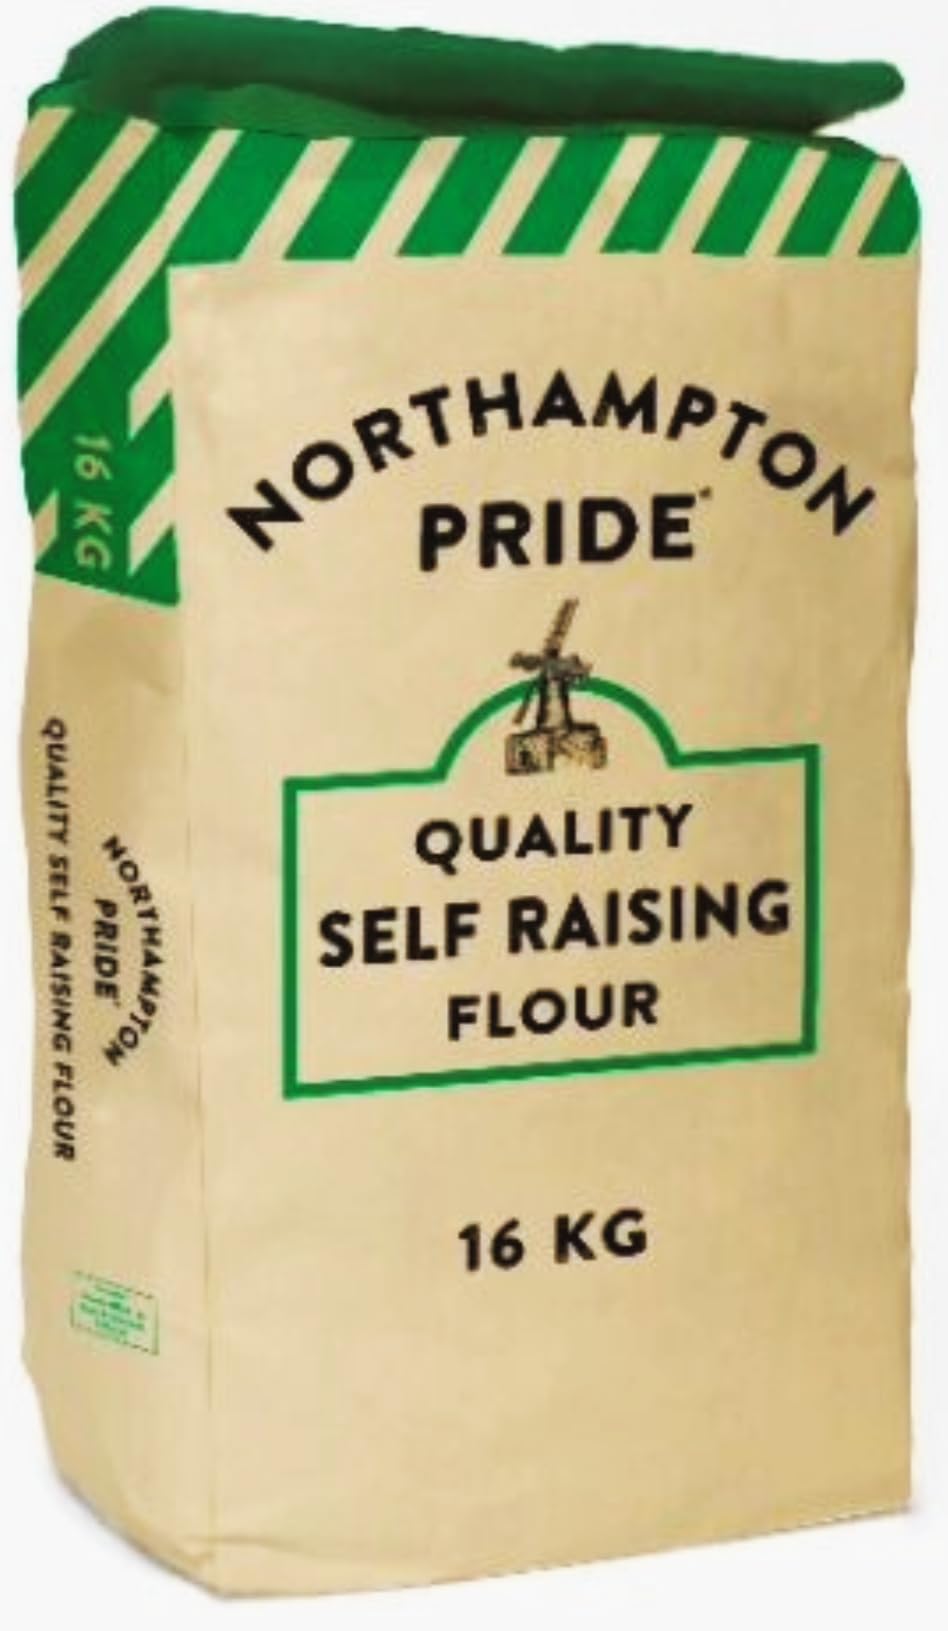 NORTHAMPTON
PRIDE
QUALITY
SELF RAISING
FLOUR
16 KG
16 KG
NORTHAMPTON
PRIDE
QUALITY SELF RAISING FLOUR